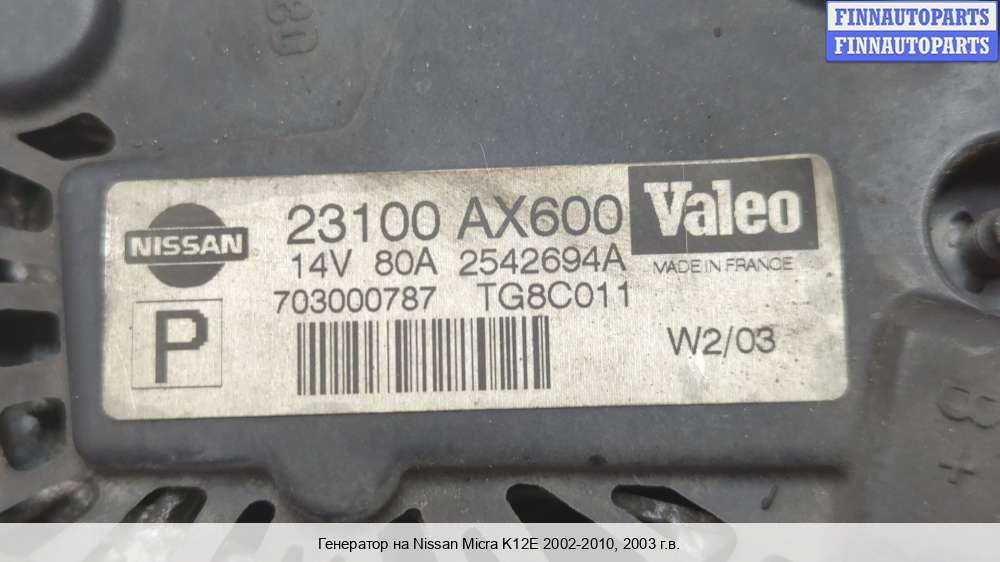 FINNAUTOPARTS
FINNAUTOPARTS
30
NISSAN
23100 AX600
Valeo
14V 80A 2542694A
MADE IN FRANCE
703000787 TG8C011
P
W2/03
B+
Генератор на Nissan Micra K12E 2002-2010, 2003 г.в.